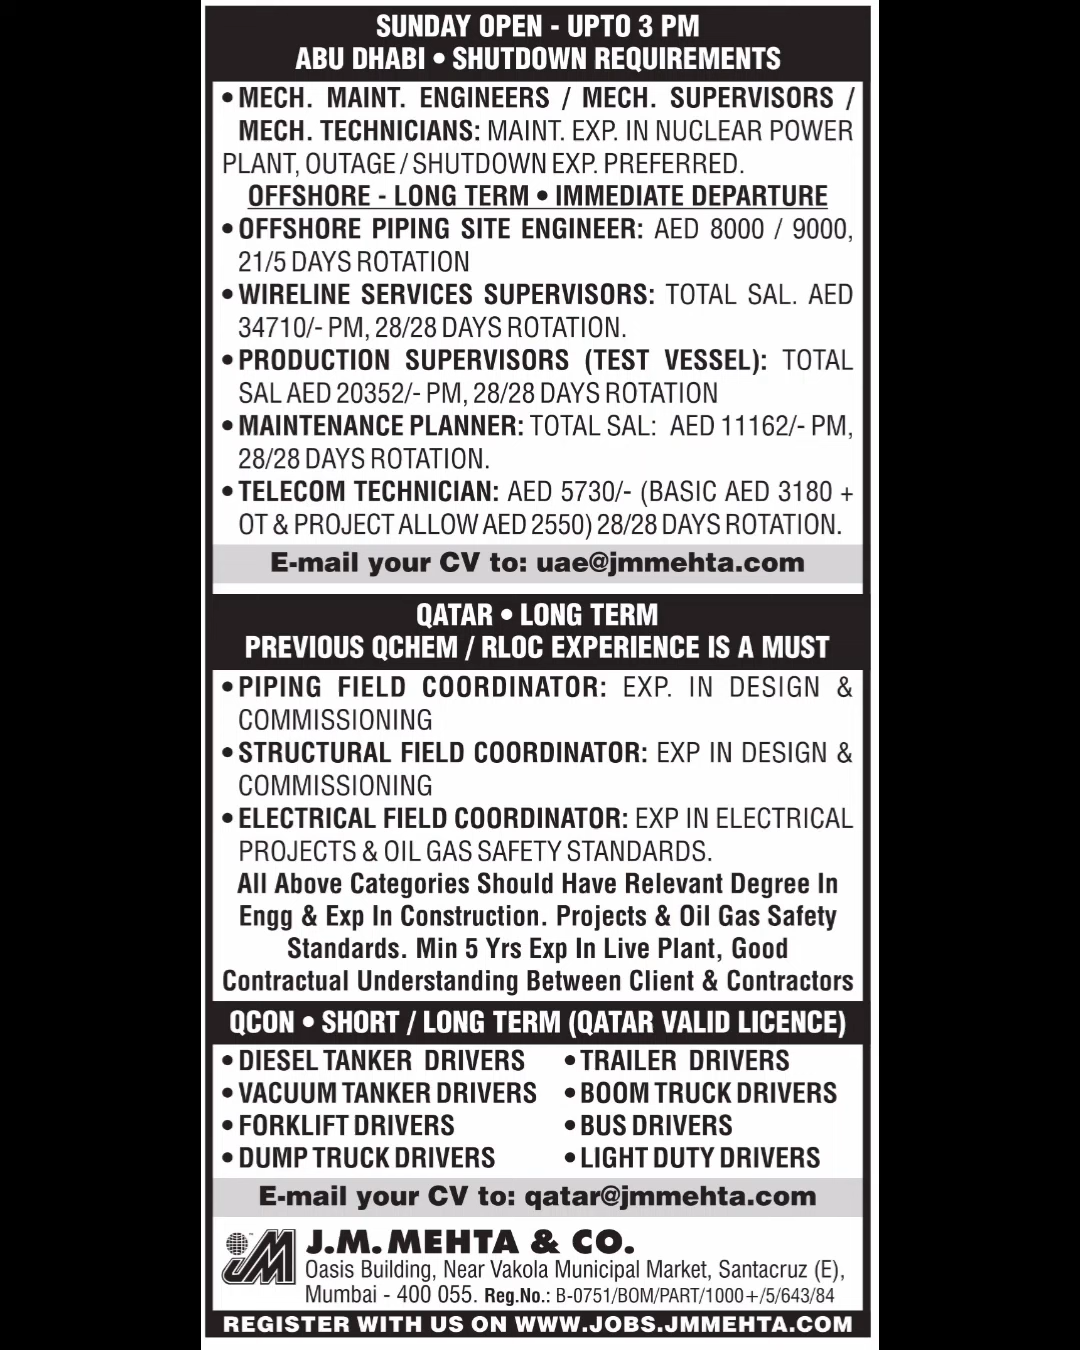 SUNDAY OPEN - UPTO 3 PM
ABU DHABI • SHUTDOWN REQUIREMENTS
• MECH. MAINT. ENGINEERS / MECH. SUPERVISORS /
MECH. TECHNICIANS: MAINT. EXP. IN NUCLEAR POWER
PLANT, OUTAGE / SHUTDOWN EXP. PREFERRED.
OFFSHORE - LONG TERM • IMMEDIATE DEPARTURE
• OFFSHORE PIPING SITE ENGINEER: AED 8000 / 9000,
21/5 DAYS ROTATION
• WIRELINE SERVICES SUPERVISORS: TOTAL SAL. AED
34710/- PM, 28/28 DAYS ROTATION.
• PRODUCTION SUPERVISORS (TEST VESSEL): TOTAL
SAL AED 20352/- PM, 28/28 DAYS ROTATION
• MAINTENANCE PLANNER: TOTAL SAL: AED 11162/- PM,
28/28 DAYS ROTATION.
• TELECOM TECHNICIAN: AED 5730/- (BASIC AED 3180 +
OT & PROJECT ALLOW AED 2550) 28/28 DAYS ROTATION.
E-mail your CV to: uae@jmmehta.com
QATAR • LONG TERM
PREVIOUS QCHEM / RLOC EXPERIENCE IS A MUST
• PIPING FIELD COORDINATOR: EXP. IN DESIGN &
COMMISSIONING
• STRUCTURAL FIELD COORDINATOR: EXP IN DESIGN &
COMMISSIONING
• ELECTRICAL FIELD COORDINATOR: EXP IN ELECTRICAL
PROJECTS & OIL GAS SAFETY STANDARDS.
All Above Categories Should Have Relevant Degree In
Engg & Exp In Construction. Projects & Oil Gas Safety
Standards. Min 5 Yrs Exp In Live Plant, Good
Contractual Understanding Between Client & Contractors
QCON • SHORT / LONG TERM (QATAR VALID LICENCE)
• DIESEL TANKER DRIVERS • TRAILER DRIVERS
• VACUUM TANKER DRIVERS • BOOM TRUCK DRIVERS
• FORKLIFT DRIVERS • BUS DRIVERS
• DUMP TRUCK DRIVERS • LIGHT DUTY DRIVERS
E-mail your CV to: qatar@jmmehta.com
JM J.M. MEHTA & CO.
Oasis Building, Near Vakola Municipal Market, Santacruz (E),
Mumbai - 400 055. Reg.No.: B-0751/BOM/PART/1000+/5/643/84
REGISTER WITH US ON WWW.JOBS.JMMEHTA.COM